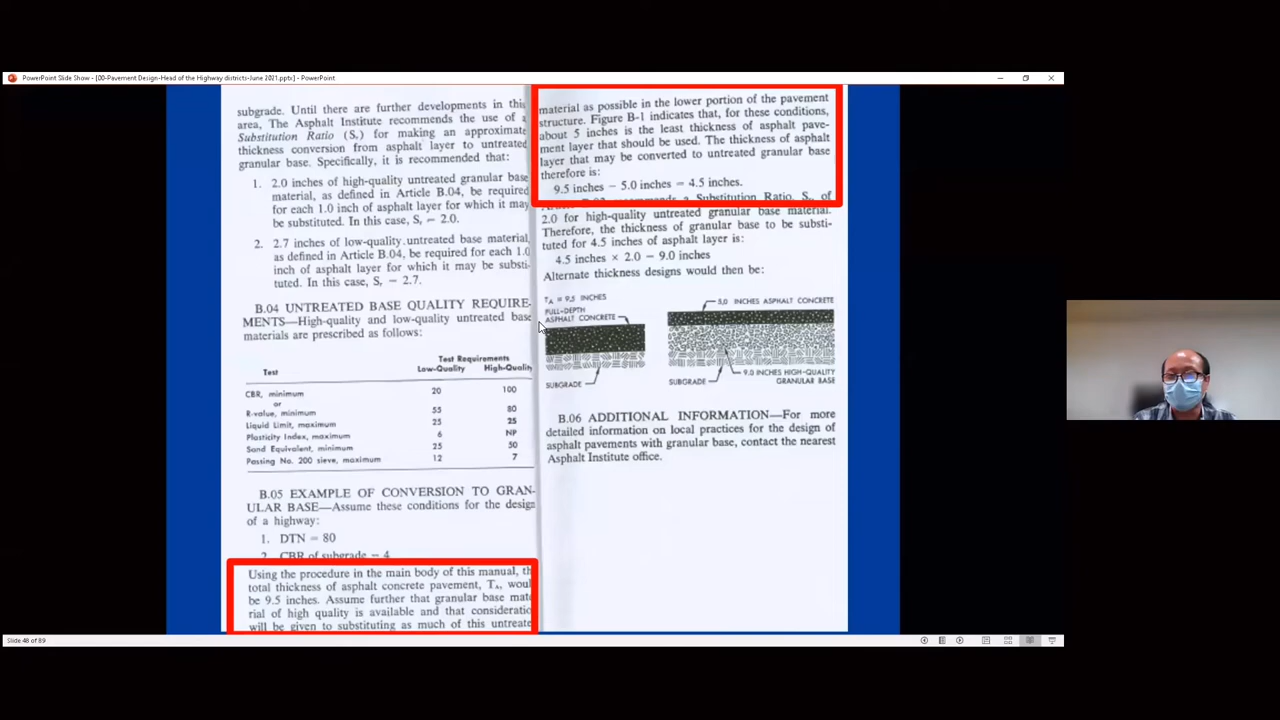 PowerPoint Slide Show - [00-Pavement Design-Head of the Highway districts-June 2021.pptx] - PowerPoint
subgrade. Until there are further developments in this
area, The Asphalt Institute recommends the use of a
Substitution Ratio (Sr) for making an approximate
thickness conversion from asphalt layer to untreated
granular base. Specifically, it is recommended that:
1. 2.0 inches of high-quality untreated granular base
material, as defined in Article B.04, be required
for each 1.0 inch of asphalt layer for which it may
be substituted. In this case, Sr = 2.0.
2. 2.7 inches of low-quality untreated base material,
as defined in Article B.04, be required for each 1.0
inch of asphalt layer for which it may be substi-
tuted. In this case, Sr = 2.7.
B.04 UNTREATED BASE QUALITY REQUIRE-
MENTS—High-quality and low-quality untreated base
materials are prescribed as follows:
Test Requirements
Test Low-Quality High-Quality
CBR, minimum 20 100
or
R-value, minimum 55 80
Liquid Limit, maximum 25 25
Plasticity Index, maximum 6 NP
Sand Equivalent, minimum 25 50
Passing No. 200 sieve, maximum 12 7
B.05 EXAMPLE OF CONVERSION TO GRAN-
ULAR BASE—Assume these conditions for the design
of a highway:
1. DTN = 80
2. CBR of subgrade = 4
Using the procedure in the main body of this manual, th
total thickness of asphalt concrete pavement, TA, woul
be 9.5 inches. Assume further that granular base mate
rial of high quality is available and that consideratio
will be given to substituting as much of this untreate
material as possible in the lower portion of the pavement
structure. Figure B-1 indicates that, for these conditions,
about 5 inches is the least thickness of asphalt pave-
ment layer that should be used. The thickness of asphalt
layer that may be converted to untreated granular base
therefore is:
9.5 inches − 5.0 inches = 4.5 inches.
recommends a Substitution Ratio, Sr, of
2.0 for high-quality untreated granular base material.
Therefore, the thickness of granular base to be substi-
tuted for 4.5 inches of asphalt layer is:
4.5 inches × 2.0 = 9.0 inches
Alternate thickness designs would then be:
TA = 9.5 INCHES
FULL-DEPTH
ASPHALT CONCRETE
SUBGRADE
5.0 INCHES ASPHALT CONCRETE
SUBGRADE
9.0 INCHES HIGH-QUALITY
GRANULAR BASE
B.06 ADDITIONAL INFORMATION—For more
detailed information on local practices for the design of
asphalt pavements with granular base, contact the nearest
Asphalt Institute office.
Slide 48 of 89